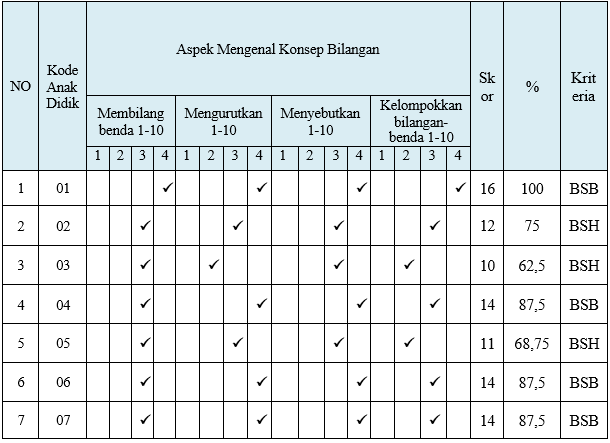 NO Kode Anak Didik Aspek Mengenal Konsep Bilangan Sk or % Krit eria
Membilang benda 1-10 Mengurutkan 1-10 Menyebutkan 1-10 Kelompokkan bilangan-benda 1-10
1 2 3 4 1 2 3 4 1 2 3 4 1 2 3 4
1 01 ✓ ✓ ✓ ✓ 16 100 BSB
2 02 ✓ ✓ ✓ ✓ 12 75 BSH
3 03 ✓ ✓ ✓ ✓ 10 62,5 BSH
4 04 ✓ ✓ ✓ ✓ 14 87,5 BSB
5 05 ✓ ✓ ✓ ✓ 11 68,75 BSH
6 06 ✓ ✓ ✓ ✓ 14 87,5 BSB
7 07 ✓ ✓ ✓ ✓ 14 87,5 BSB